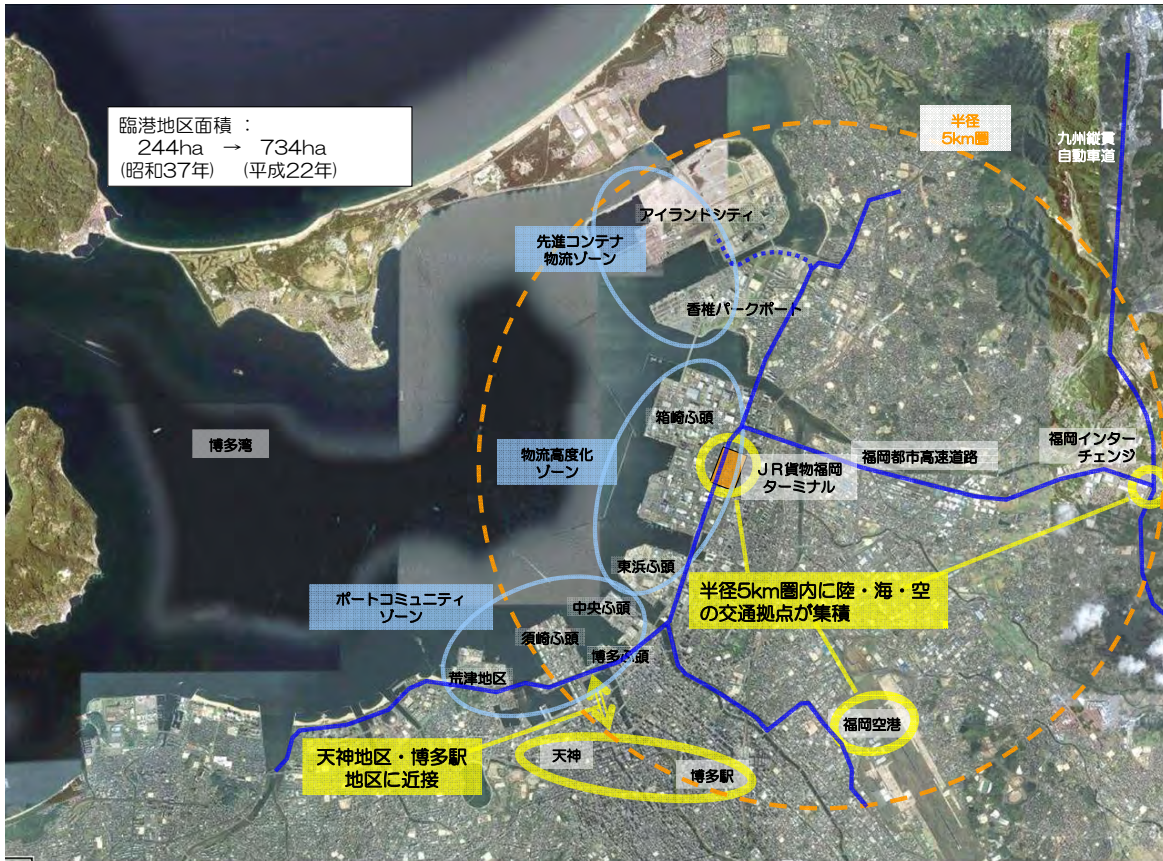 臨港地区面積 ：
244ha → 734ha
(昭和37年) (平成22年)
半径
5km圏
九州縦貫
自動車道
アイランドシティ
先進コンテナ
物流ゾーン
香椎パークポート
箱崎ふ頭
博多湾
物流高度化
ゾーン
JR貨物福岡
ターミナル
福岡都市高速道路
福岡インター
チェンジ
東浜ふ頭
半径5km圏内に陸・海・空
の交通拠点が集積
ポートコミュニティ
ゾーン
中央ふ頭
須崎ふ頭
博多ふ頭
荒津地区
福岡空港
天神地区・博多駅
地区に近接
天神
博多駅